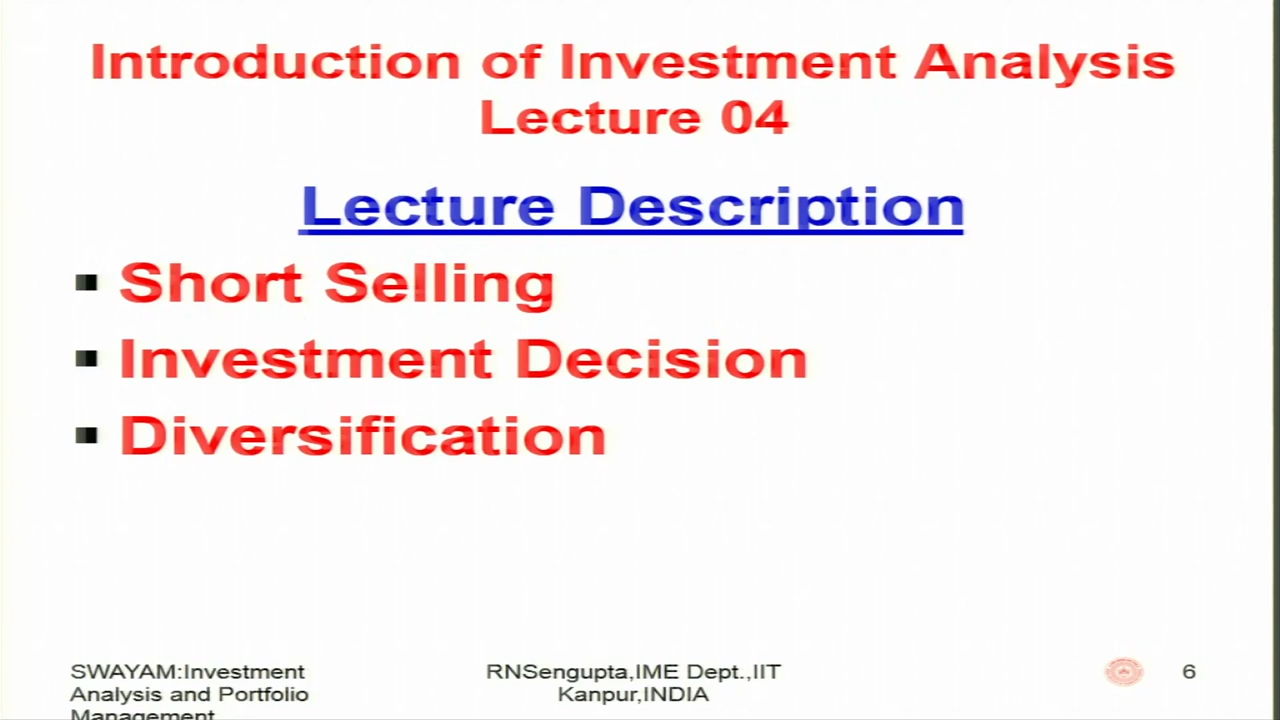 Introduction of Investment Analysis
Lecture 04
Lecture Description
Short Selling
Investment Decision
Diversification
SWAYAM:Investment
Analysis and Portfolio
Management
RNSengupta,IME Dept.,IIT
Kanpur,INDIA
6